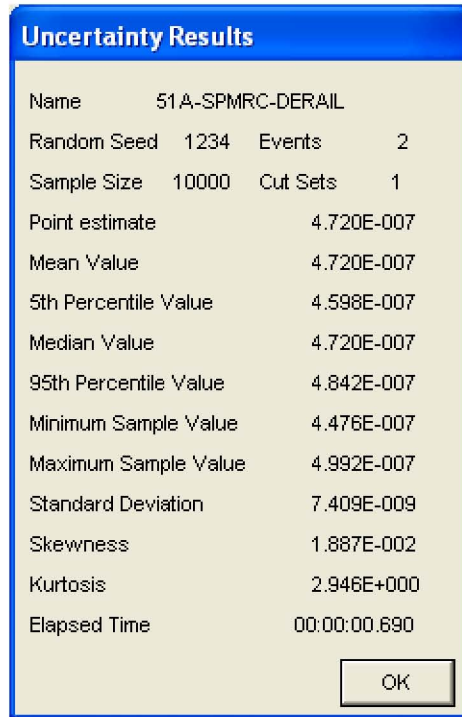 Uncertainty Results
Name 51A-SPMRC-DERAIL
Random Seed 1234 Events 2
Sample Size 10000 Cut Sets 1
Point estimate 4.720E-007
Mean Value 4.720E-007
5th Percentile Value 4.598E-007
Median Value 4.720E-007
95th Percentile Value 4.842E-007
Minimum Sample Value 4.476E-007
Maximum Sample Value 4.992E-007
Standard Deviation 7.409E-009
Skewness 1.887E-002
Kurtosis 2.946E+000
Elapsed Time 00:00:00.690
OK